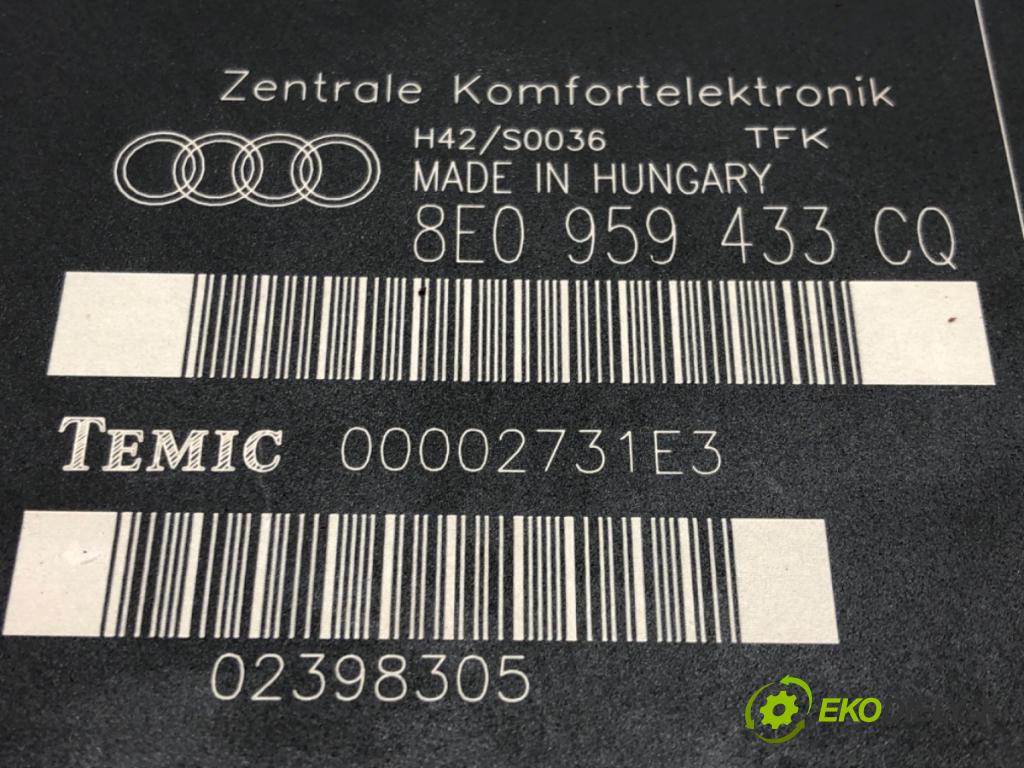 Zentrale Komfortelektronik
H42/S0036 TFK
MADE IN HUNGARY
8E0 959 433 CQ
TEMIC 00002731E3
02398305
EKO